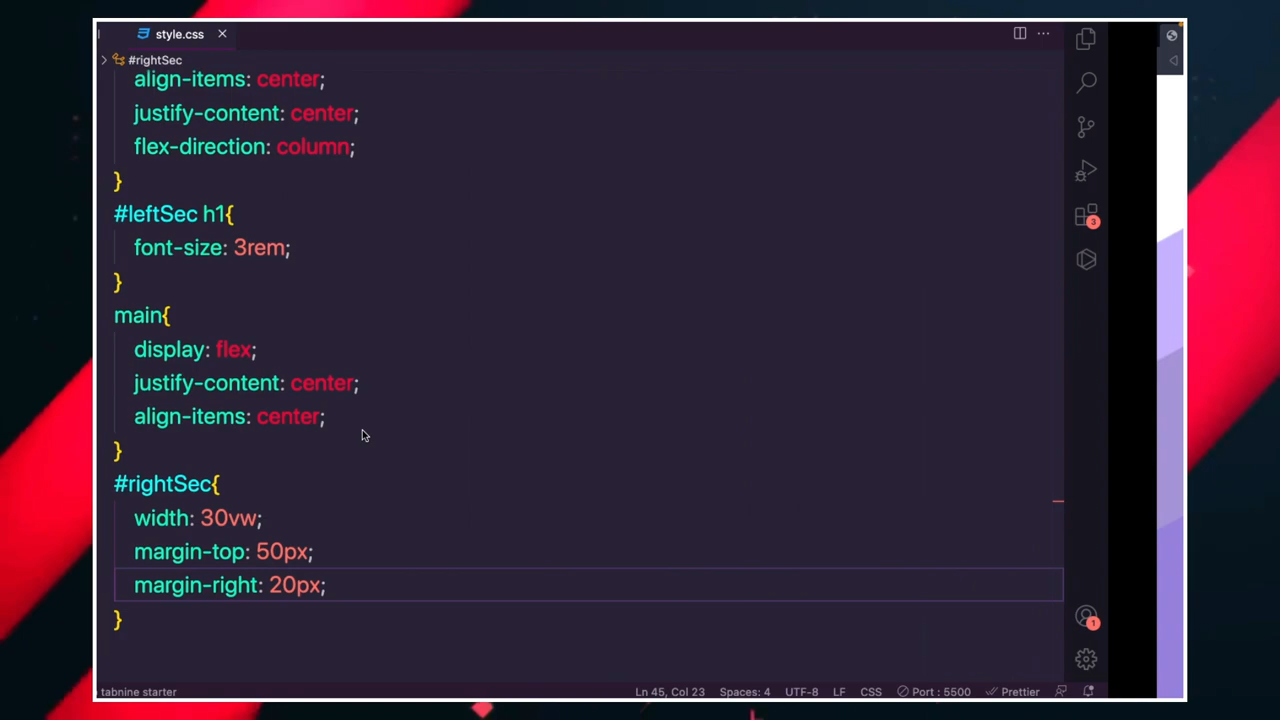 style.css
#rightSec
align-items: center;
justify-content: center;
flex-direction: column;
}
#leftSec h1{
font-size: 3rem;
}
main{
display: flex;
justify-content: center;
align-items: center;
}
#rightSec{
width: 30vw;
margin-top: 50px;
margin-right: 20px;
}
3
1
tabnine starter Ln 45, Col 23 Spaces: 4 UTF-8 LF CSS Port : 5500 Prettier